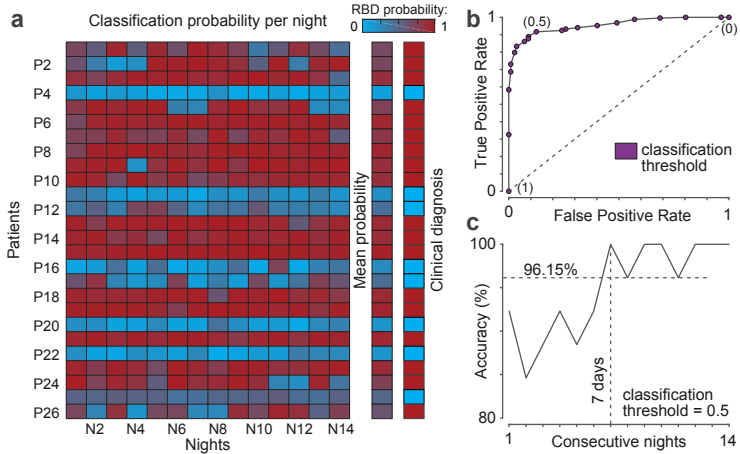 a
Classification probability per night
RBD probability:
0
1
P2
P4
P6
P8
P10
P12
P14
P16
P18
P20
P22
P24
P26
Patients
N2
N4
N6
N8
N10
N12
N14
Nights
Mean probability
Clinical diagnosis
b
1
(0.5)
(0)
True Positive Rate
classification
threshold
0
(1)
0
False Positive Rate
1
c
100
96.15%
Accuracy (%)
7 days
classification
threshold = 0.5
80
1
Consecutive nights
14